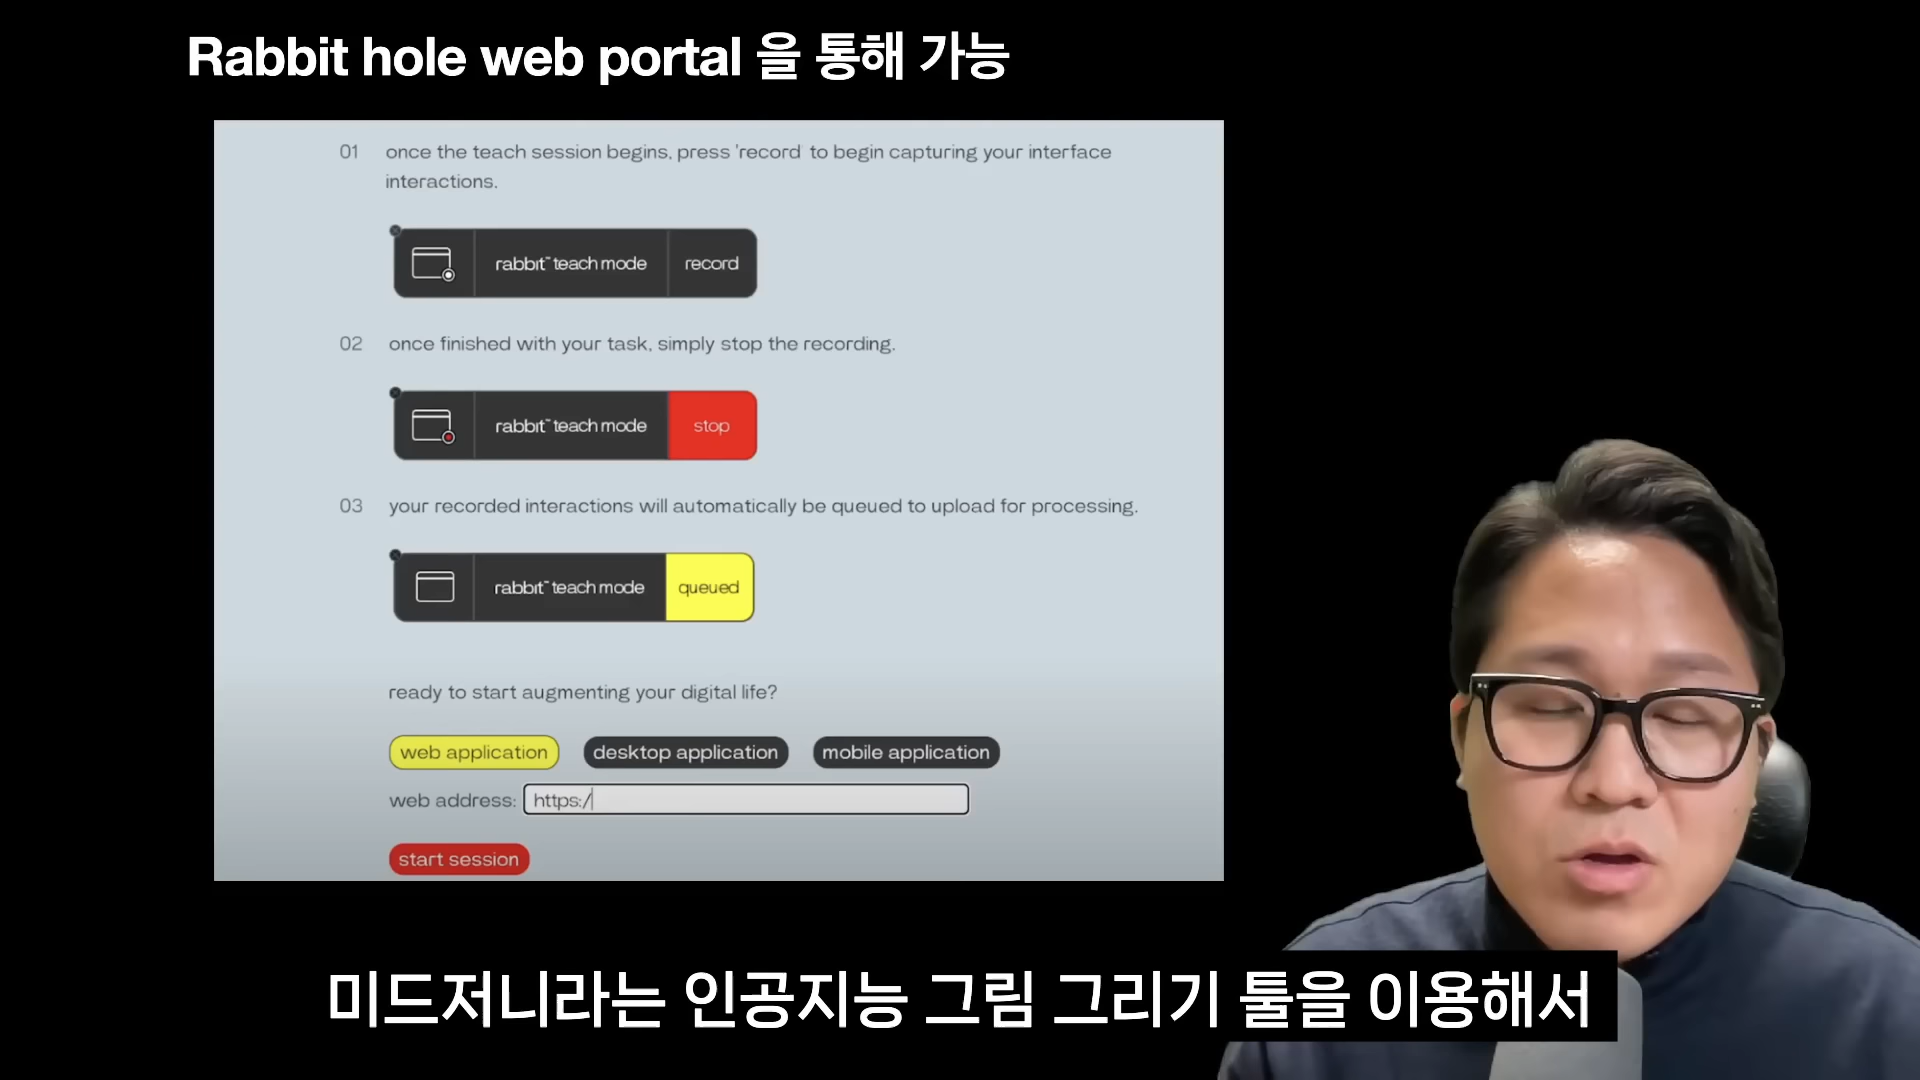 Rabbit hole web portal 을 통해 가능
01 once the teach session begins, press 'record' to begin capturing your interface
interactions.
rabbit™ teach mode record
02 once finished with your task, simply stop the recording.
rabbit™ teach mode stop
03 your recorded interactions will automatically be queued to upload for processing.
rabbit™ teach mode queued
ready to start augmenting your digital life?
web application desktop application mobile application
web address: https:/
start session
미드저니라는 인공지능 그림 그리기 툴을 이용해서